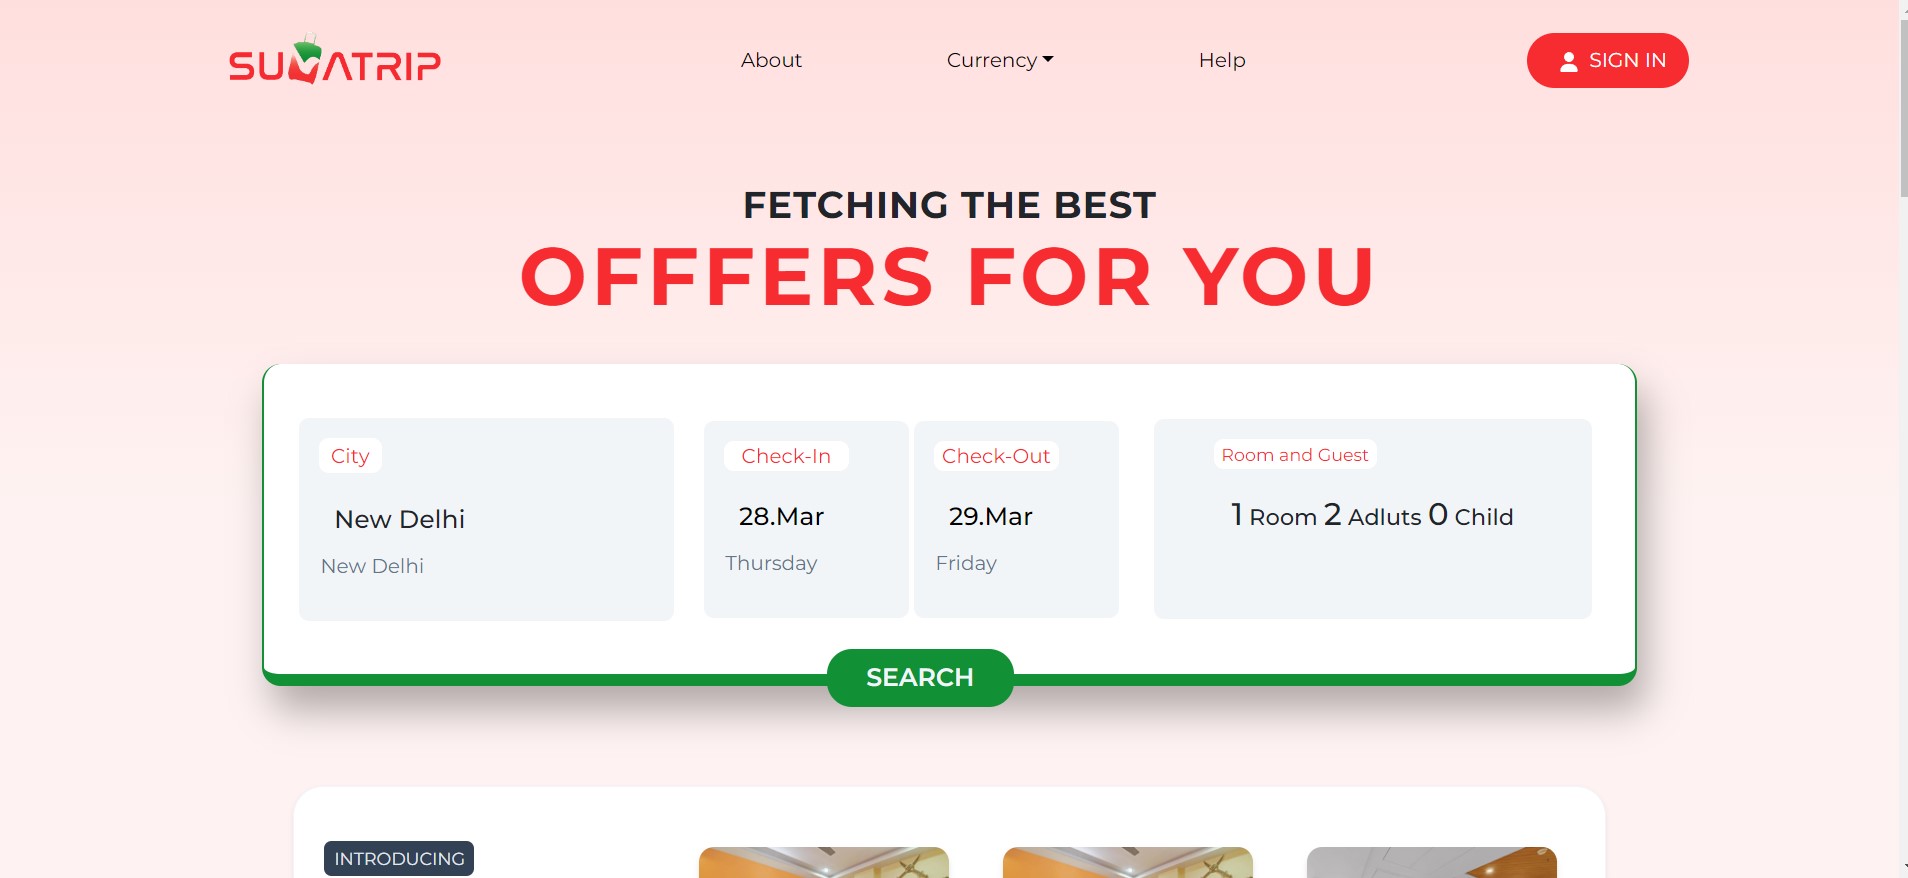 SUVATRIP
About
Currency
Help
SIGN IN
FETCHING THE BEST
OFFFERS FOR YOU
City
New Delhi
New Delhi
Check-In
28.Mar
Thursday
Check-Out
29.Mar
Friday
Room and Guest
1 Room 2 Adluts 0 Child
SEARCH
INTRODUCING